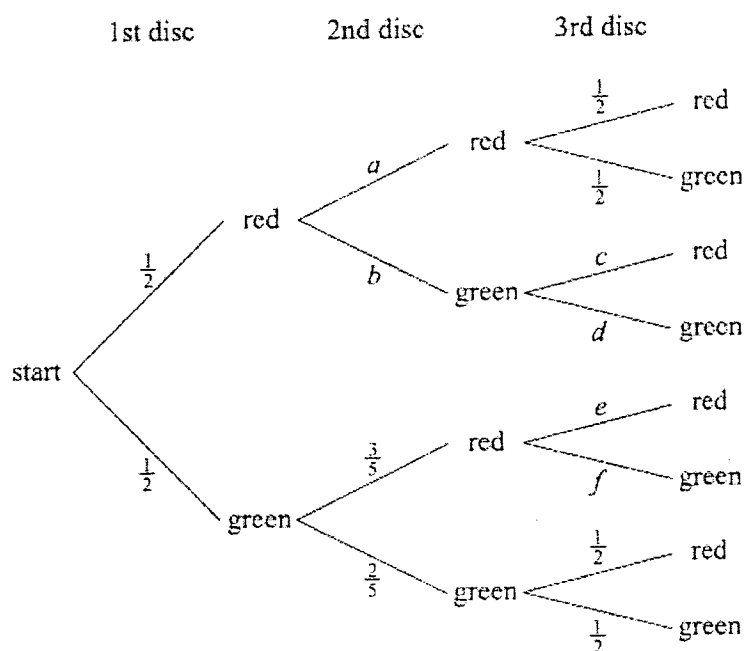 1st disc 2nd disc 3rd disc
1/2 red
red
a 1/2 green
red
1/2 b c red
green
d green
start
e red
1/2 3/5 red
f green
green
2/5 1/2 red
green
1/2 green